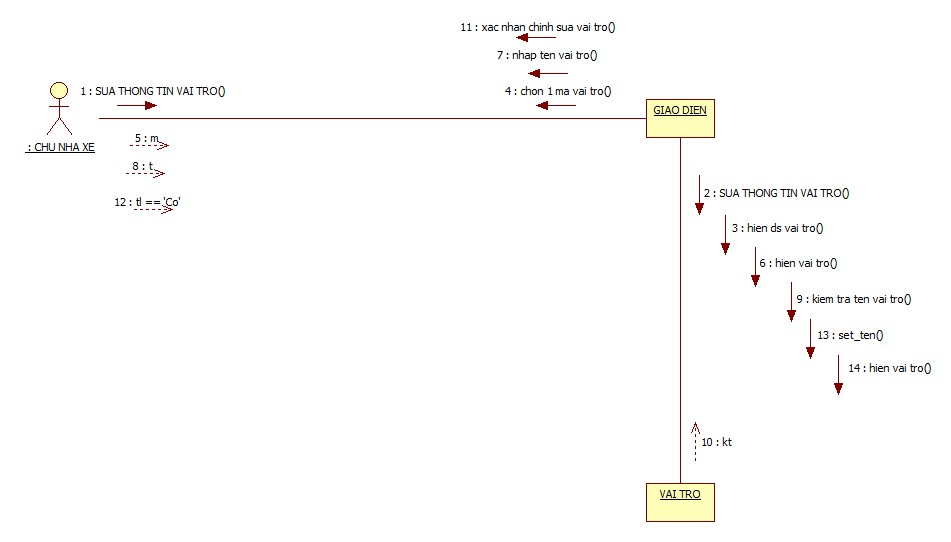 11 : xac nhan chinh sua vai tro()
7 : nhap ten vai tro()
1 : SUA THONG TIN VAI TRO()
4 : chon 1 ma vai tro()
GIAO DIEN
: CHU NHA XE
5 : m
8 : t
12 : tl == 'Co'
2 : SUA THONG TIN VAI TRO()
3 : hien ds vai tro()
6 : hien vai tro()
9 : kiem tra ten vai tro()
13 : set_ten()
14 : hien vai tro()
10 : kt
VAI TRO